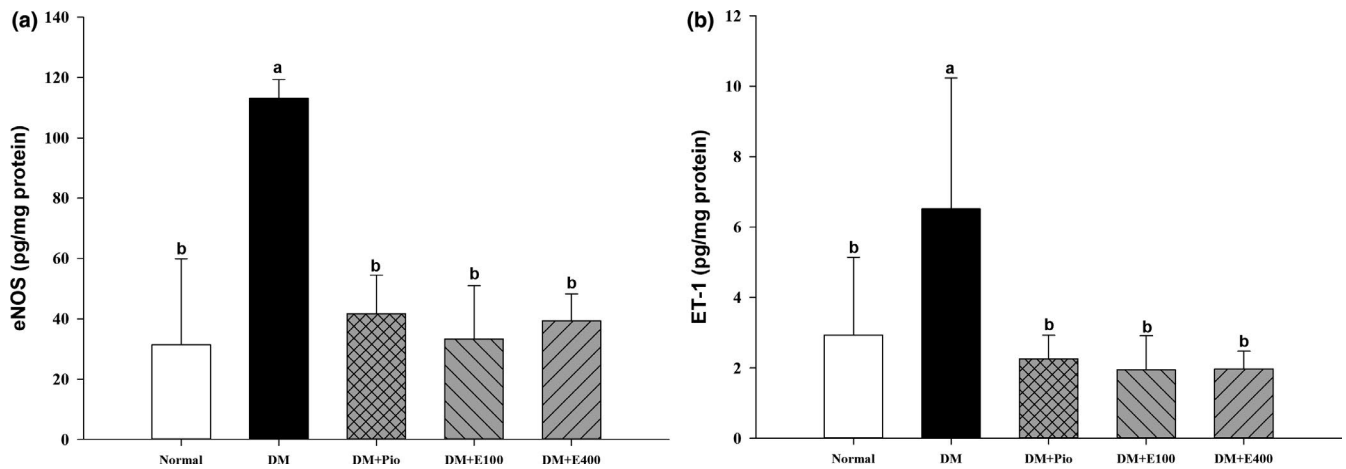 (a)
eNOS (pg/mg protein)
140
120
100
80
60
40
20
0
b
a
b
b
b
Normal
DM
DM+Pio
DM+E100
DM+E400
(b)
ET-1 (pg/mg protein)
12
10
8
6
4
2
0
b
a
b
b
b
Normal
DM
DM+Pio
DM+E100
DM+E400